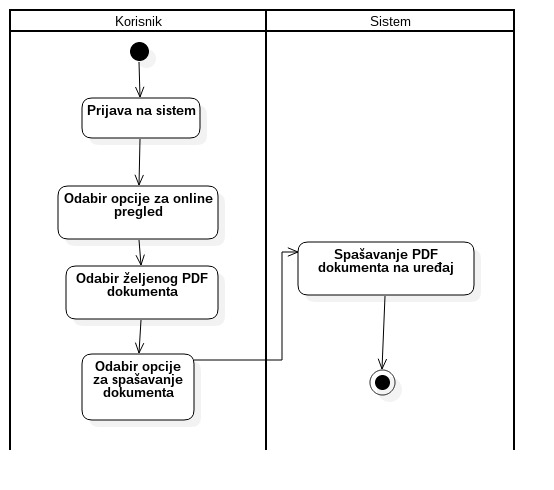 Korisnik
Sistem
Prijava na sistem
Odabir opcije za online
pregled
Odabir željenog PDF
dokumenta
Odabir opcije
za spašavanje
dokumenta
Spašavanje PDF
dokumenta na uređaj